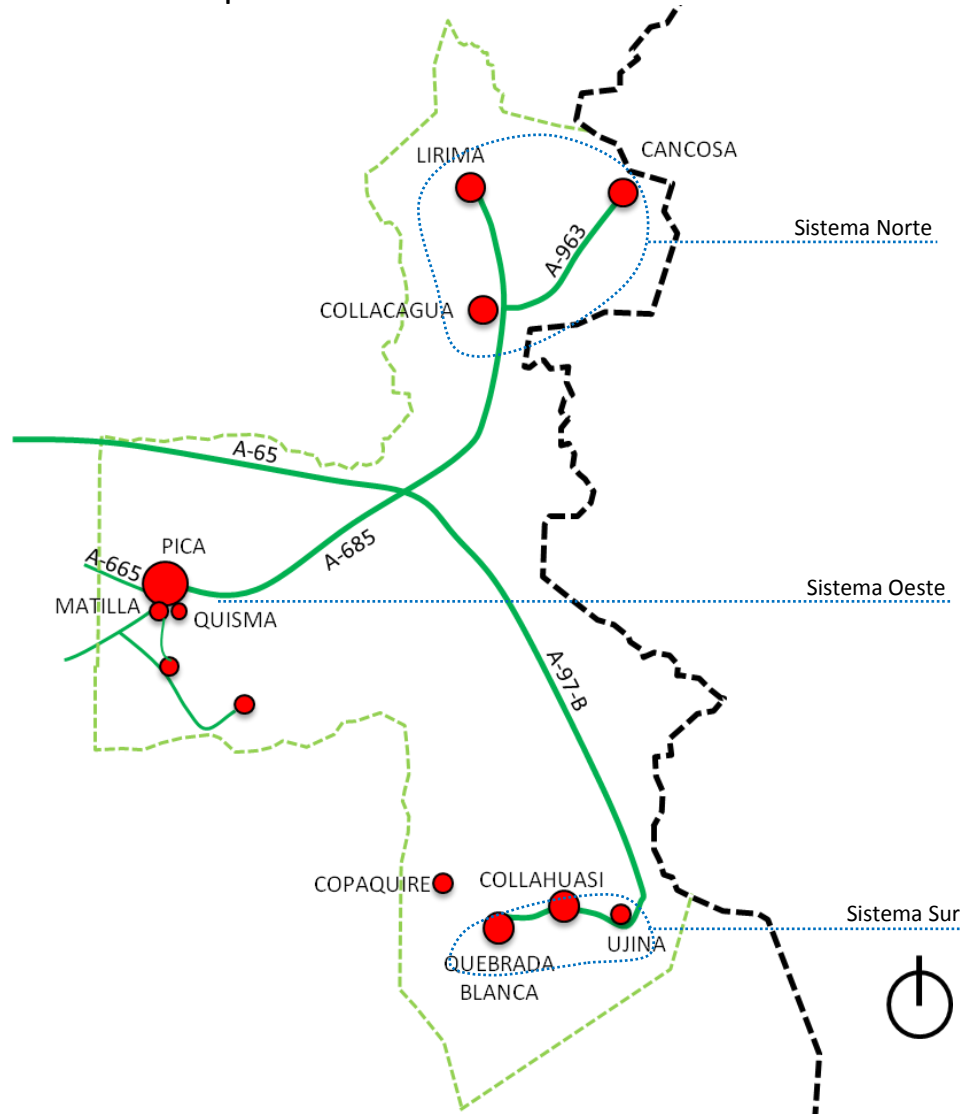 LIRIMA
CANCOSA
Sistema Norte
A-963
COLLACAGUA
A-65
A-685
PICA
A-665
Sistema Oeste
MATILLA
QUISMA
A-97-B
COPAQUIRE
COLLAHUASI
Sistema Sur
UJINA
QUEBRADA
BLANCA